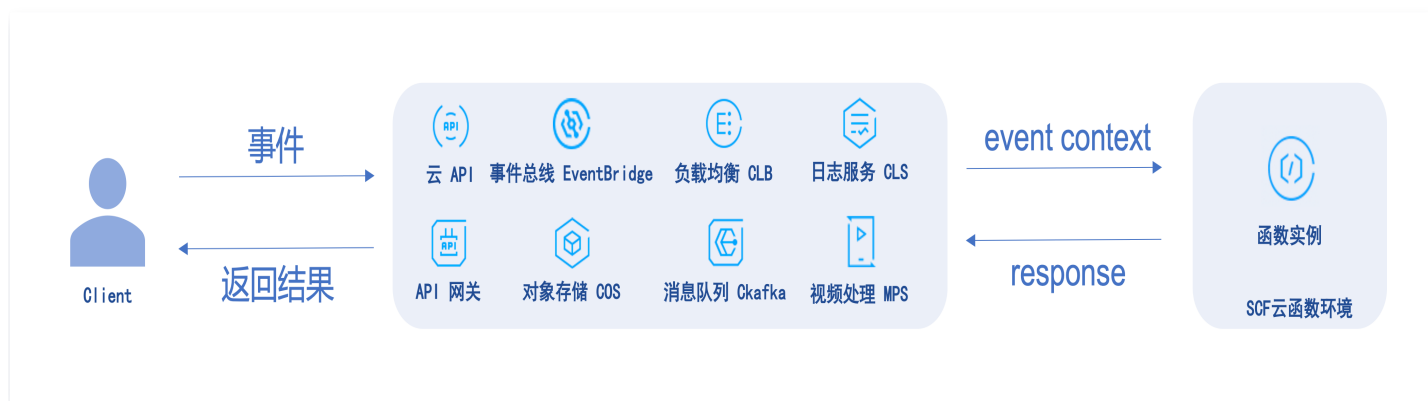 事件
返回结果
Client
API
云 API
事件总线 EventBridge
负载均衡 CLB
日志服务 CLS
API
API 网关
对象存储 COS
消息队列 Ckafka
视频处理 MPS
event context
response
函数实例
SCF云函数环境